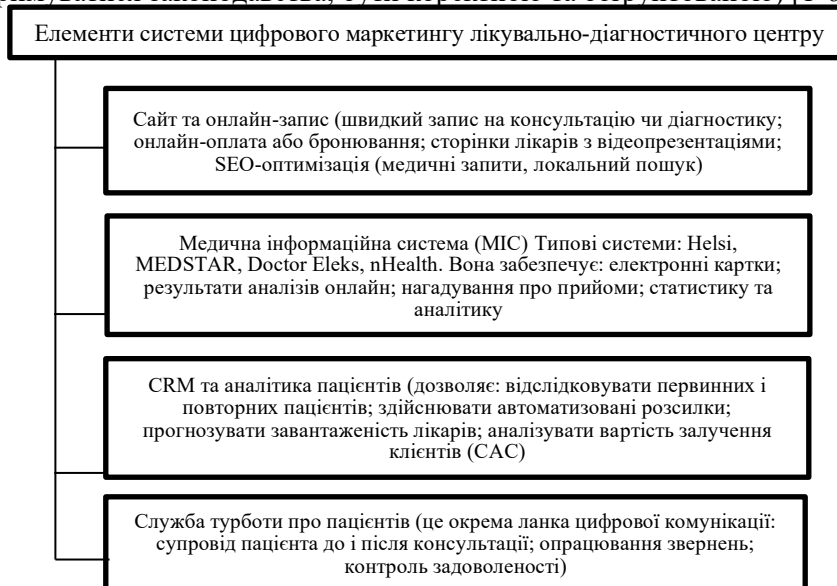 Елементи системи цифрового маркетингу лікувально-діагностичного центру
Сайт та онлайн-запис (швидкий запис на консультацію чи діагностику;
онлайн-оплата або бронювання; сторінки лікарів з відеопрезентаціями;
SEO-оптимізація (медичні запити, локальний пошук)
Медична інформаційна система (МІС) Типові системи: Helsi,
MEDSTAR, Doctor Eleks, nHealth. Вона забезпечує: електронні картки;
результати аналізів онлайн; нагадування про прийоми; статистику та
аналітику
CRM та аналітика пацієнтів (дозволяє: відслідковувати первинних і
повторних пацієнтів; здійснювати автоматизовані розсилки;
прогнозувати завантаженість лікарів; аналізувати вартість залучення
клієнтів (CAC)
Служба турботи про пацієнтів (це окрема ланка цифрової комунікації:
супровід пацієнта до і після консультації; опрацювання звернень;
контроль задоволеності)